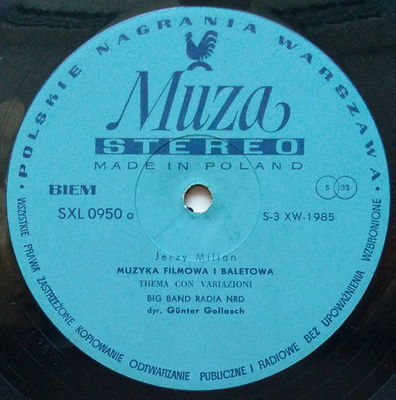 POLSKIE NAGRANIA WARSZAWA
Muza
STEREO
MADE IN POLAND
BIEM
S 33
SXL 0950 a
S-3 XW-1985
Jerzy Milian
MUZYKA FILMOWA I BALETOWA
THEMA CON VARIAZIONI
BIG BAND RADIA NRD
dyr. Günter Gollasch
WSZYSTKIE PRAWA ZASTRZEŻONE KOPIOWANIE ODTWARZANIE PUBLICZNE I RADIOWE BEZ UPOWAŻNIENIA WZBRONIONE